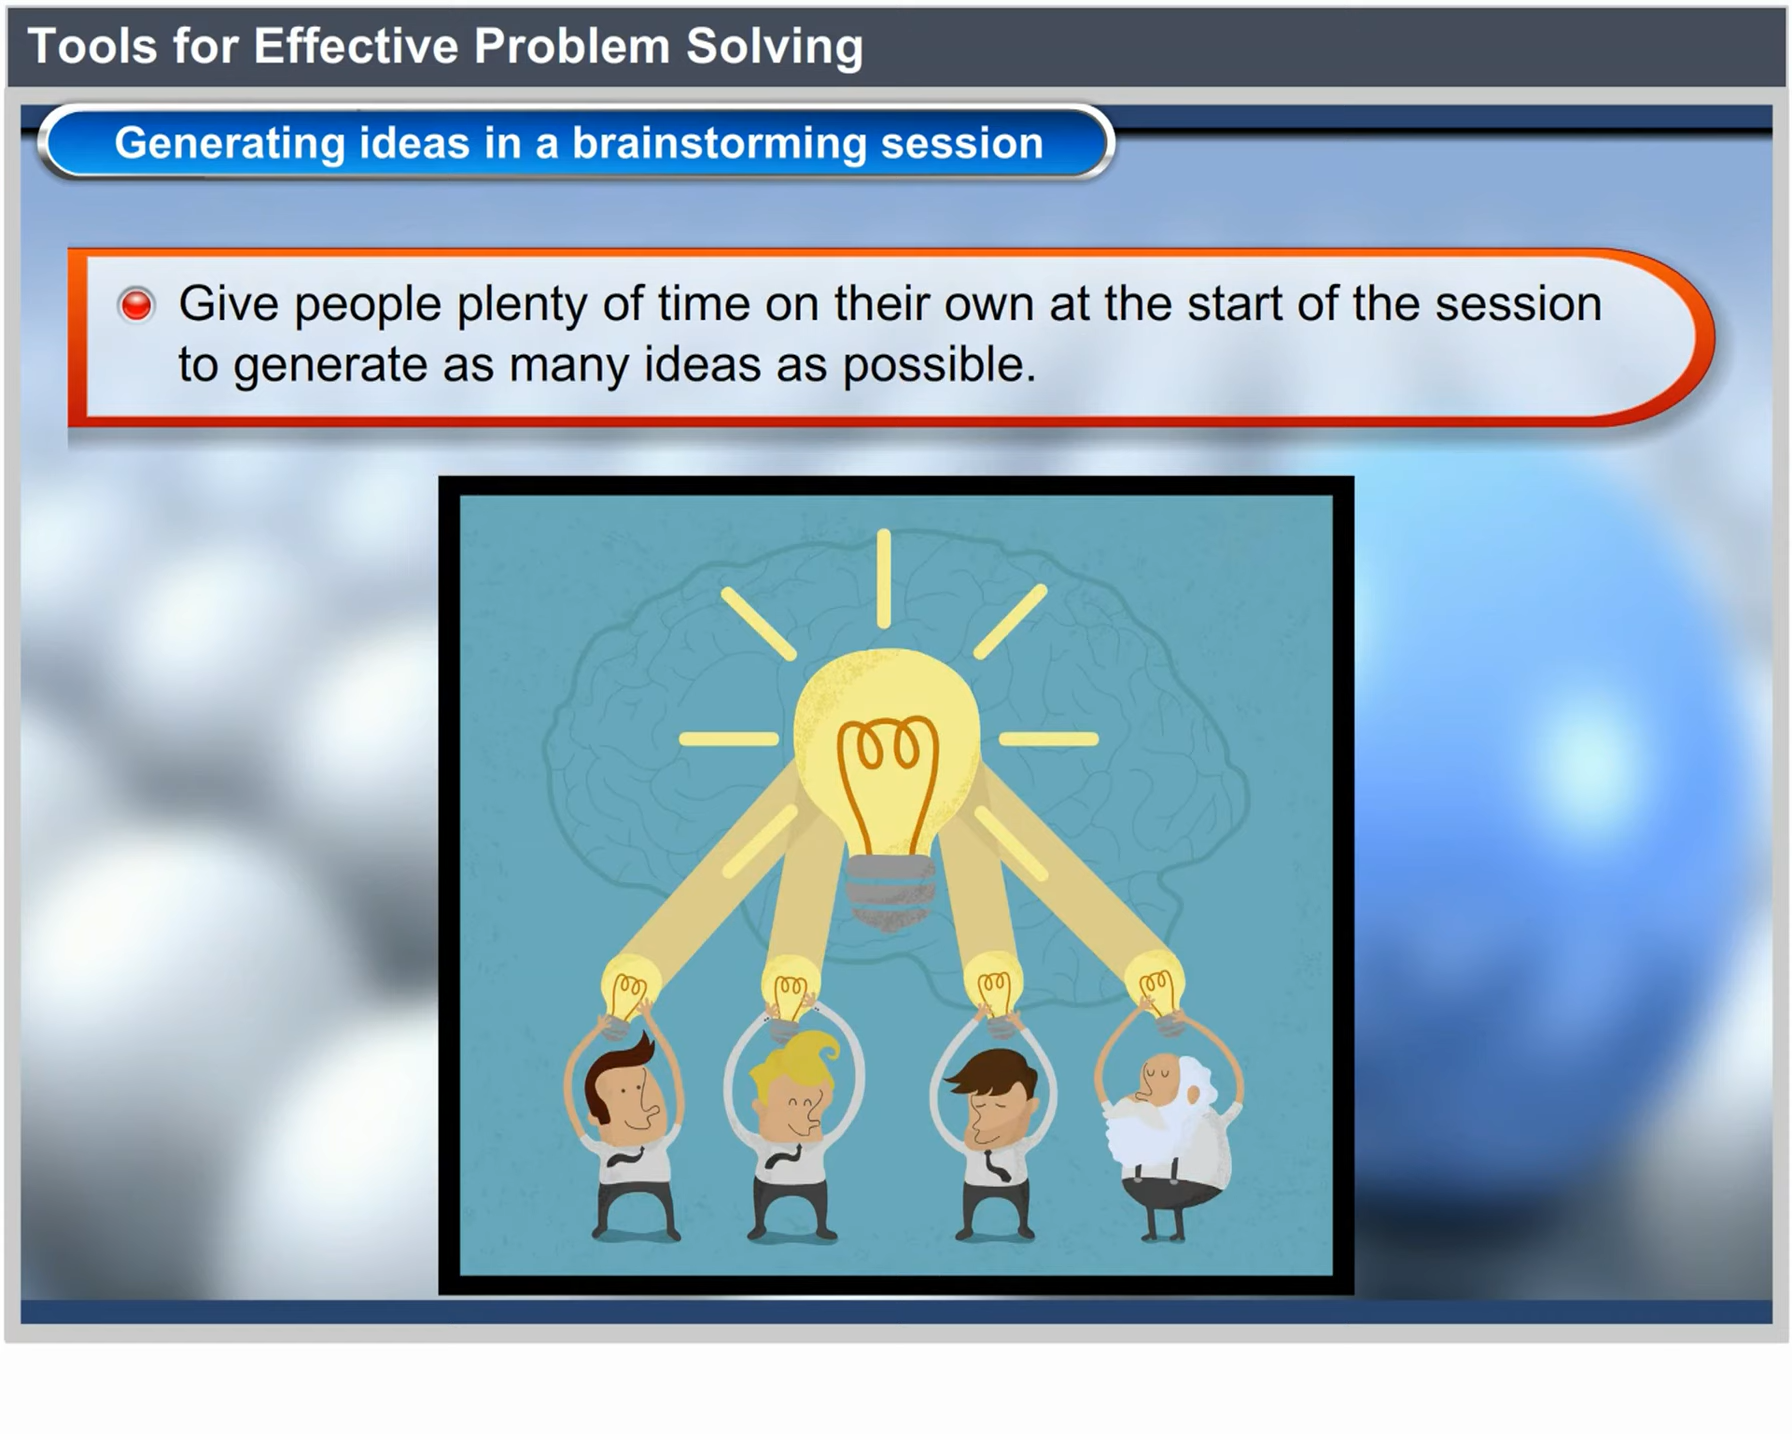 Tools for Effective Problem Solving
Generating ideas in a brainstorming session
Give people plenty of time on their own at the start of the session
to generate as many ideas as possible.